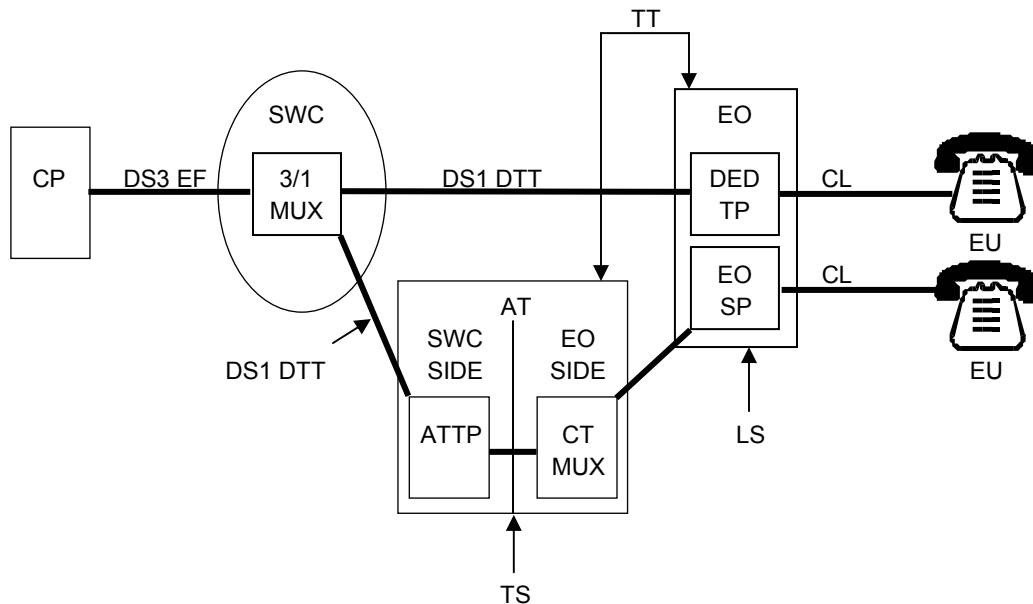 TT
SWC
EO
CP
DS3 EF
3/1
MUX
DS1 DTT
DED
TP
CL
EU
EO
SP
CL
EU
AT
SWC
SIDE
EO
SIDE
DS1 DTT
ATTP
CT
MUX
LS
TS